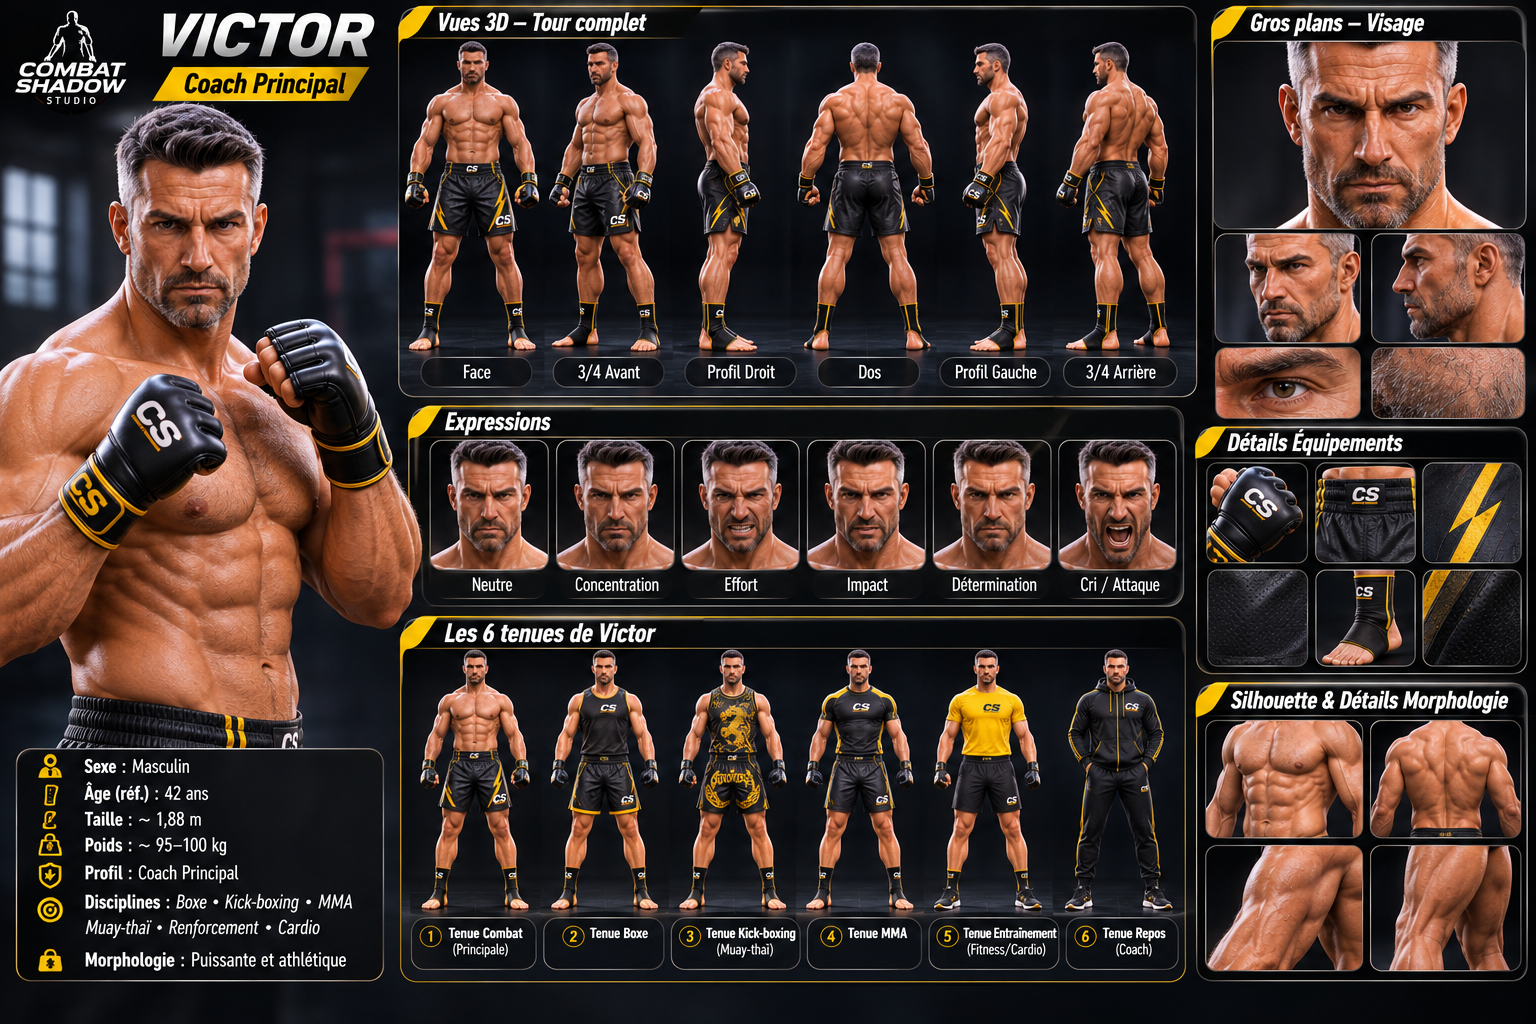 COMBAT
SHADOW
STUDIO
VICTOR
Coach Principal
Sexe : Masculin
Âge (réf.) : 42 ans
Taille : ~ 1,88 m
Poids : ~ 95–100 kg
Profil : Coach Principal
Disciplines : Boxe • Kick-boxing • MMA
Muay-thaï • Renforcement • Cardio
Morphologie : Puissante et athlétique
Vues 3D – Tour complet
Face
3/4 Avant
Profil Droit
Dos
Profil Gauche
3/4 Arrière
Expressions
Neutre
Concentration
Effort
Impact
Détermination
Cri / Attaque
Les 6 tenues de Victor
1 Tenue Combat
(Principale)
2 Tenue Boxe
3 Tenue Kick-boxing
(Muay-thaï)
4 Tenue MMA
5 Tenue Entraînement
(Fitness/Cardio)
6 Tenue Repos
(Coach)
Gros plans – Visage
Détails Équipements
CS
CS
CS
Silhouette & Détails Morphologie